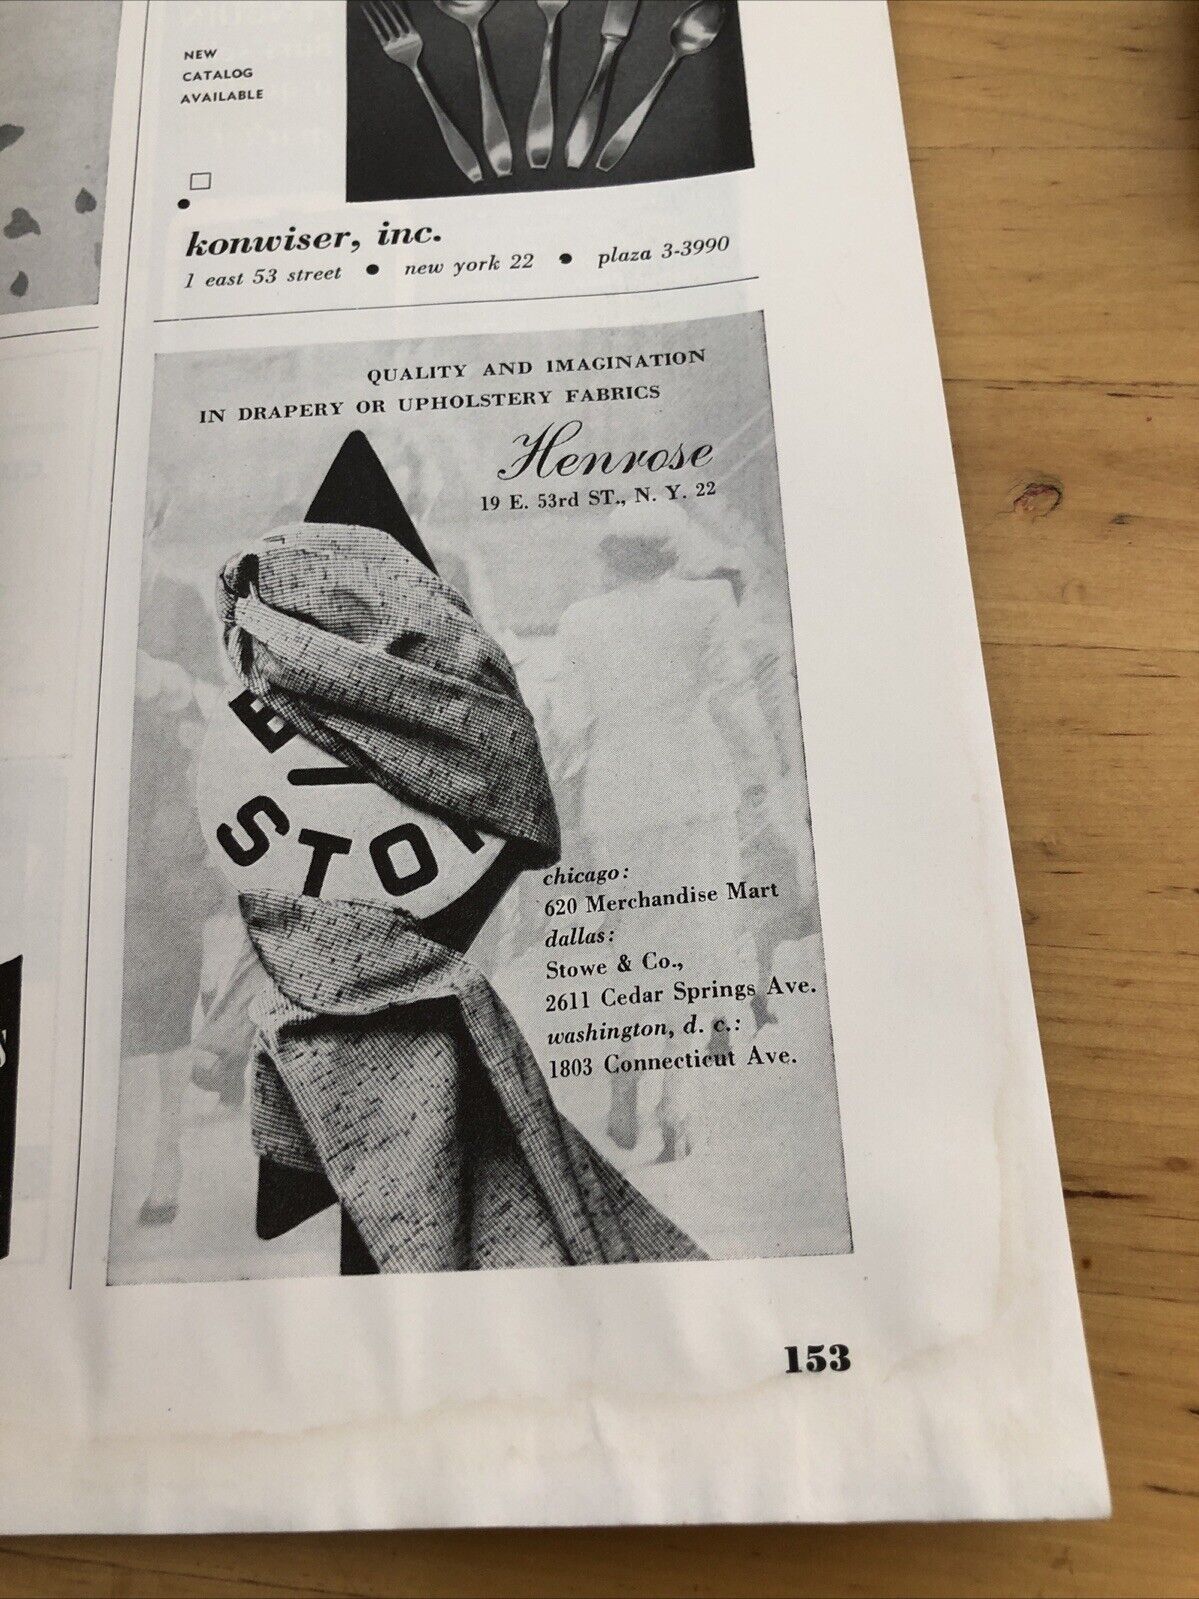 NEW
CATALOG
AVAILABLE
konwiser, inc.
1 east 53 street • new york 22 • plaza 3-3990
QUALITY AND IMAGINATION
IN DRAPERY OR UPHOLSTERY FABRICS
Henrose
19 E. 53rd ST., N. Y. 22
STO
chicago:
620 Merchandise Mart
dallas:
Stowe & Co.,
2611 Cedar Springs Ave.
washington, d. c.:
1803 Connecticut Ave.
153